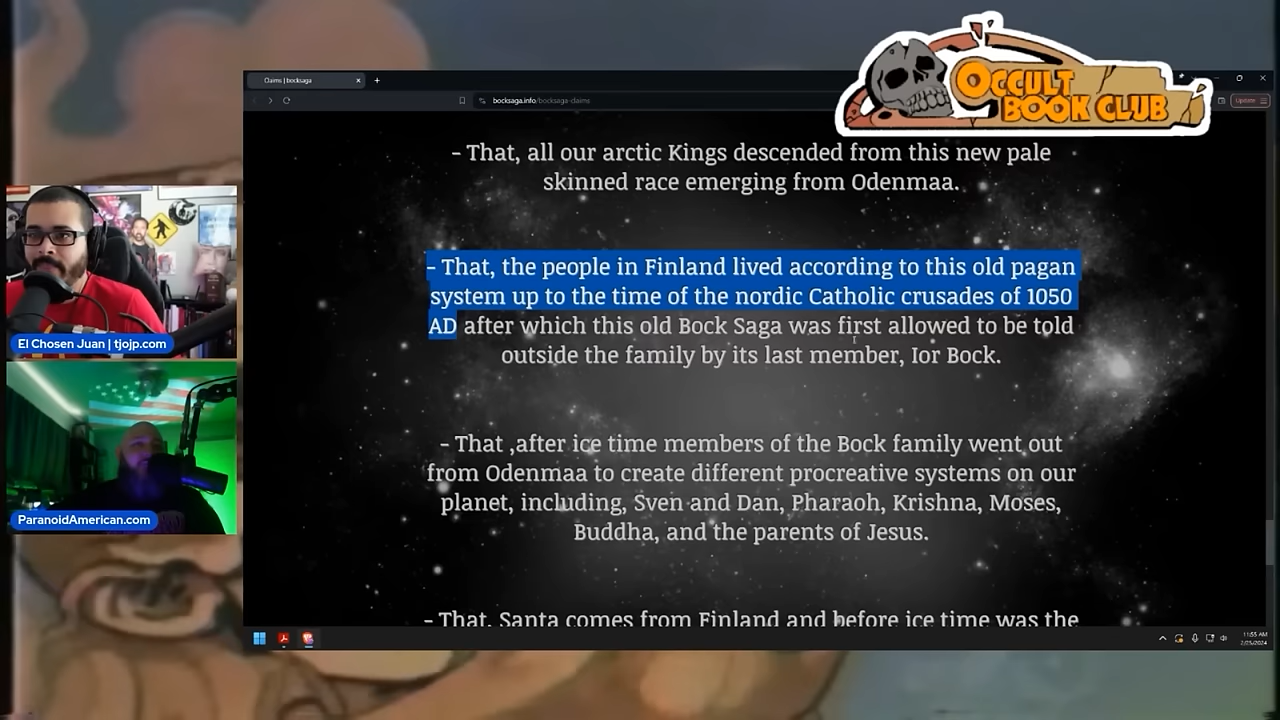 OCCULT
BOOK CLUB
Claims | bocksaga
bocksaga.info/bocksaga-claims
Update
- That, all our arctic Kings descended from this new pale
skinned race emerging from Odenmaa.
- That, the people in Finland lived according to this old pagan
system up to the time of the nordic Catholic crusades of 1050
AD after which this old Bock Saga was first allowed to be told
outside the family by its last member, Ior Bock.
- That ,after ice time members of the Bock family went out
from Odenmaa to create different procreative systems on our
planet, including, Sven and Dan, Pharaoh, Krishna, Moses,
Buddha, and the parents of Jesus.
- That, Santa comes from Finland and before ice time was the
El Chosen Juan | tjojp.com
ParanoidAmerican.com
11:55 AM